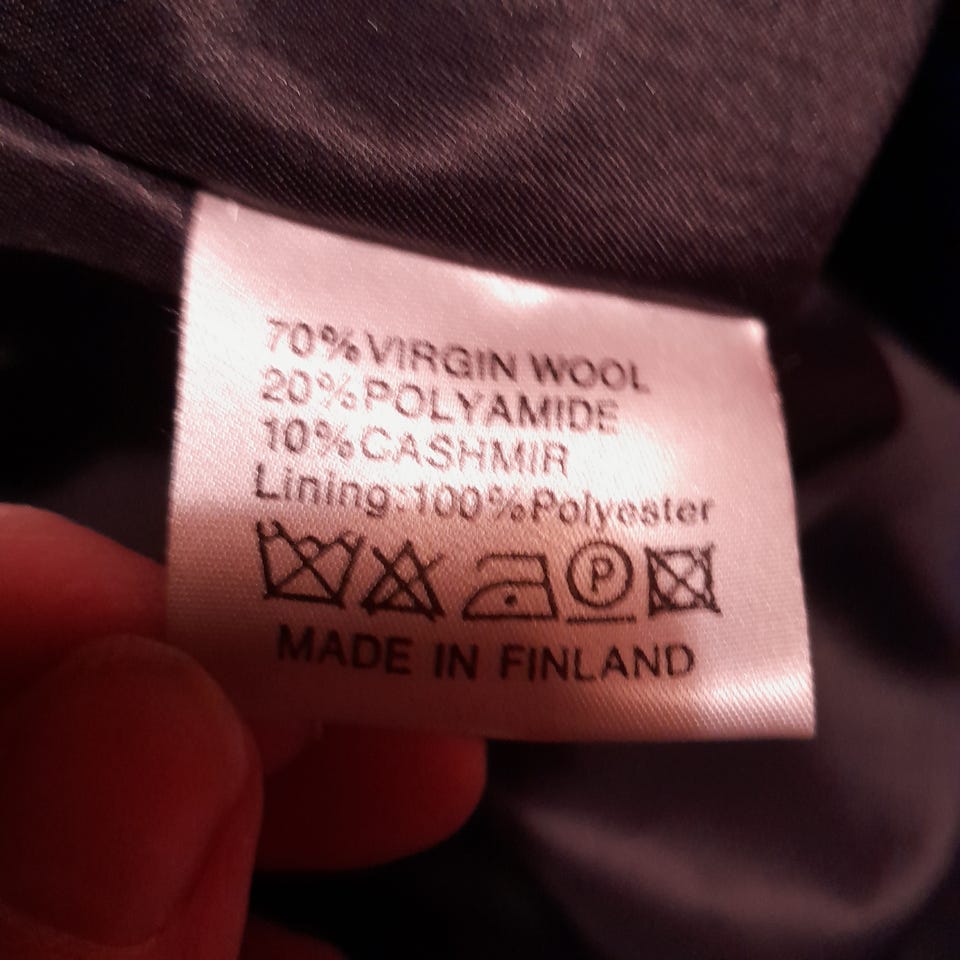 70%VIRGIN WOOL
20%POLYAMIDE
10%CASHMIR
Lining:100%Polyester
P
MADE IN FINLAND